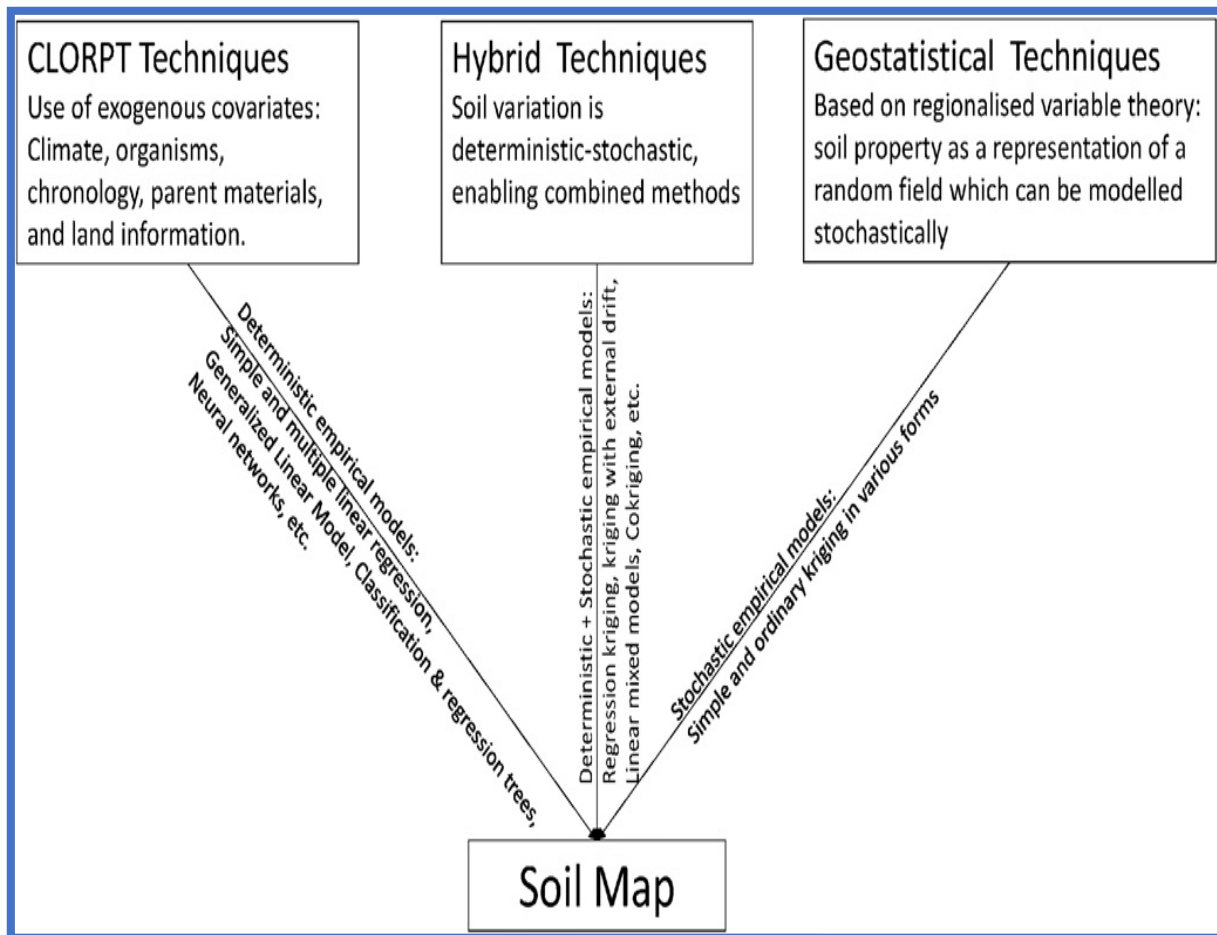 CLORPT Techniques
Use of exogenous covariates:
Climate, organisms,
chronology, parent materials,
and land information.
Hybrid Techniques
Soil variation is
deterministic-stochastic,
enabling combined methods
Geostatistical Techniques
Based on regionalised variable theory:
soil property as a representation of a
random field which can be modelled
stochastically
Deterministic empirical models:
Simple and multiple linear regression,
Generalized Linear Model, Classification & regression trees,
Neural networks, etc.
Deterministic + Stochastic empirical models:
Regression kriging, kriging with external drift,
Linear mixed models, Cokriging, etc.
Stochastic empirical models:
Simple and ordinary kriging in various forms
Soil Map